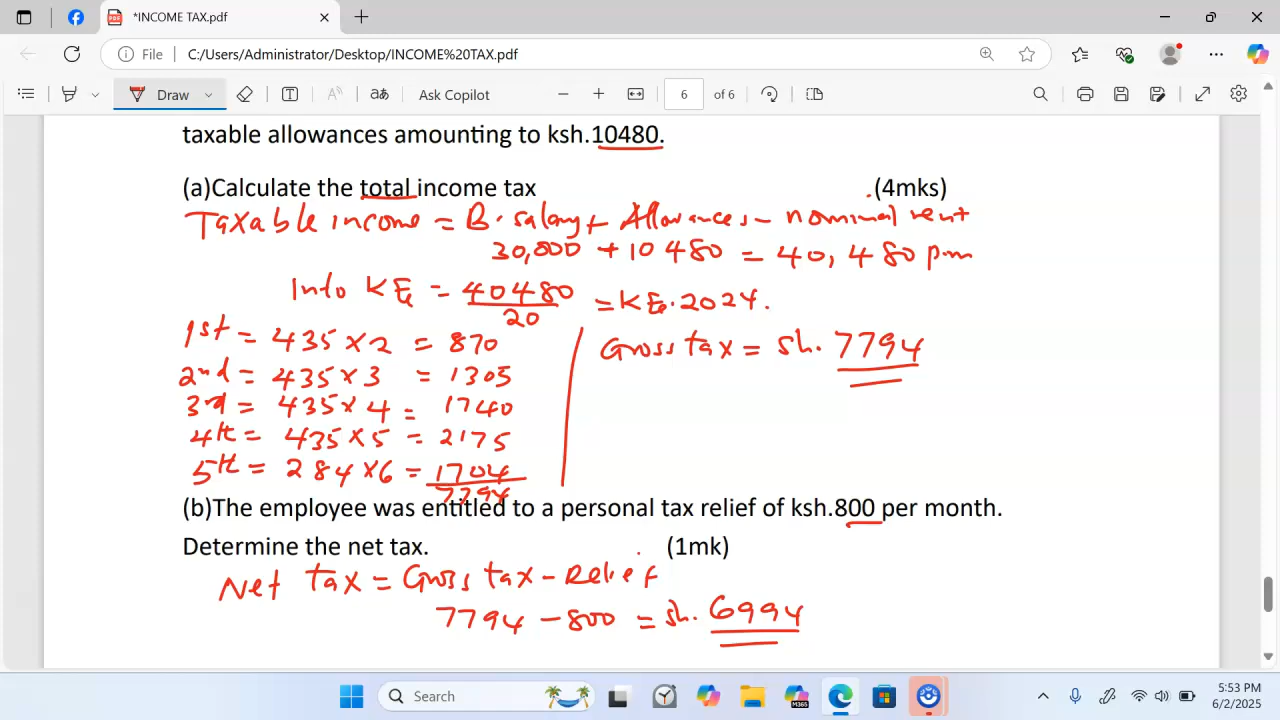 *INCOME TAX.pdf
File C:/Users/Administrator/Desktop/INCOME%20TAX.pdf
Draw aあ Ask Copilot 6 of 6
taxable allowances amounting to ksh.10480.
(a)Calculate the total income tax .(4mks)
Taxable income = B. salary + Allowances - nominal rent
30,000 + 10480 = 40,480 p.m
Into K£ = 40480
20
= K£.2024.
1st = 435 x 2 = 870
Gross tax = sh. 7794
2nd = 435 x 3 = 1305
3rd = 435 x 4 = 1740
4th = 435 x 5 = 2175
5th = 284 x 6 = 1704
7794
(b)The employee was entitled to a personal tax relief of ksh.800 per month.
Determine the net tax. (1mk)
Net tax = Gross tax - Relief
7794 - 800 = sh. 6994
Search
5:53 PM
6/2/2025